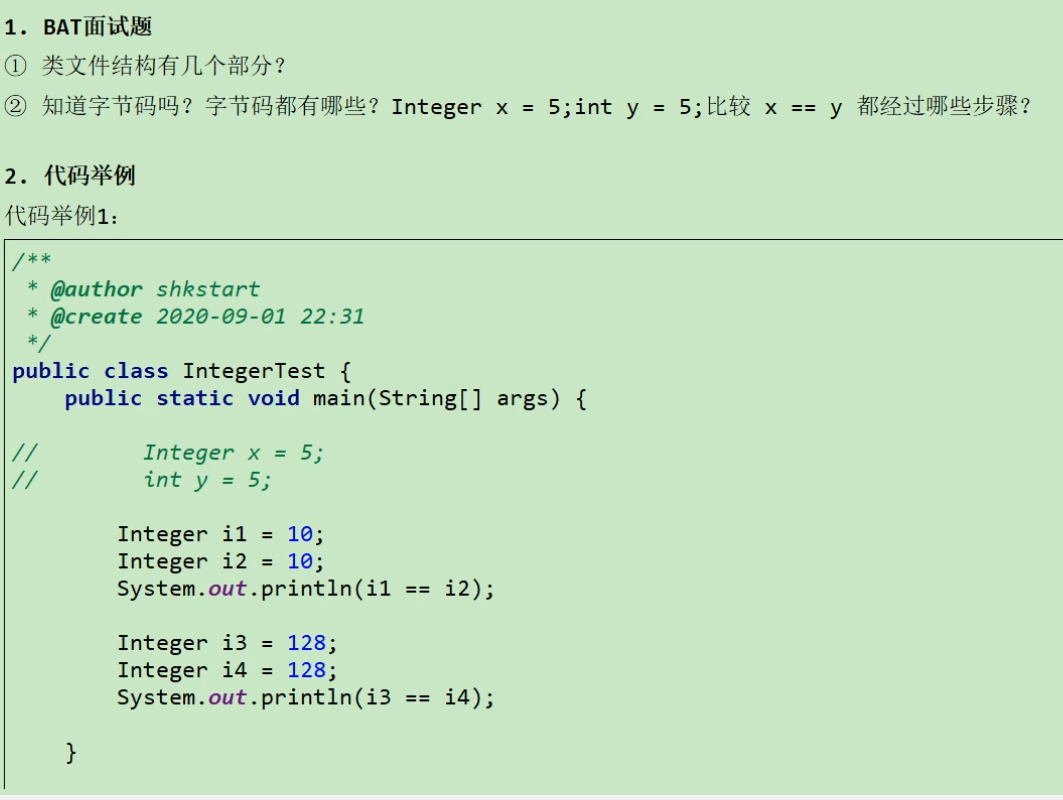 1. BAT面试题
① 类文件结构有几个部分？
② 知道字节码吗？字节码都有哪些？Integer x = 5;int y = 5;比较 x == y 都经过哪些步骤？
2. 代码举例
代码举例1：
/**
 * @author shkstart
 * @create 2020-09-01 22:31
 */
public class IntegerTest {
    public static void main(String[] args) {
//        Integer x = 5;
//        int y = 5;
        Integer i1 = 10;
        Integer i2 = 10;
        System.out.println(i1 == i2);
        Integer i3 = 128;
        Integer i4 = 128;
        System.out.println(i3 == i4);
    }